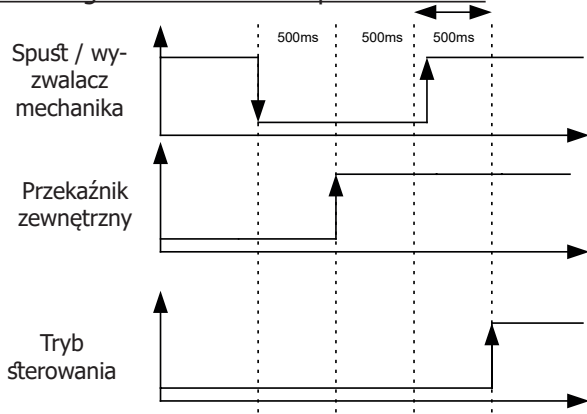 500ms 500ms 500ms
Spust / wy-
zwalacz
mechanika
Przekaźnik
zewnętrzny
Tryb
sterowania